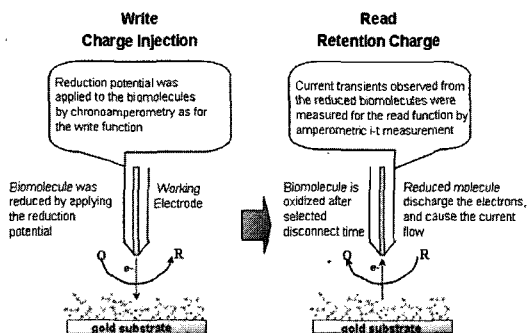 Write
Charge Injection
Reduction potential was
applied to the biomolecules
by chronoamperometry as for
the write function
Biomolecule was
reduced by applying
the reduction
potential
Working
Electrode
O
R
e-
gold substrate
Read
Retention Charge
Current transients observed from
the reduced biomolecules were
measured for the read function by
amperometric i-t measurement
Biomolecule is
oxidized after
selected
disconnect time
Reduced molecule
discharge the electrons,
and cause the current
flow
O
R
e-
gold substrate